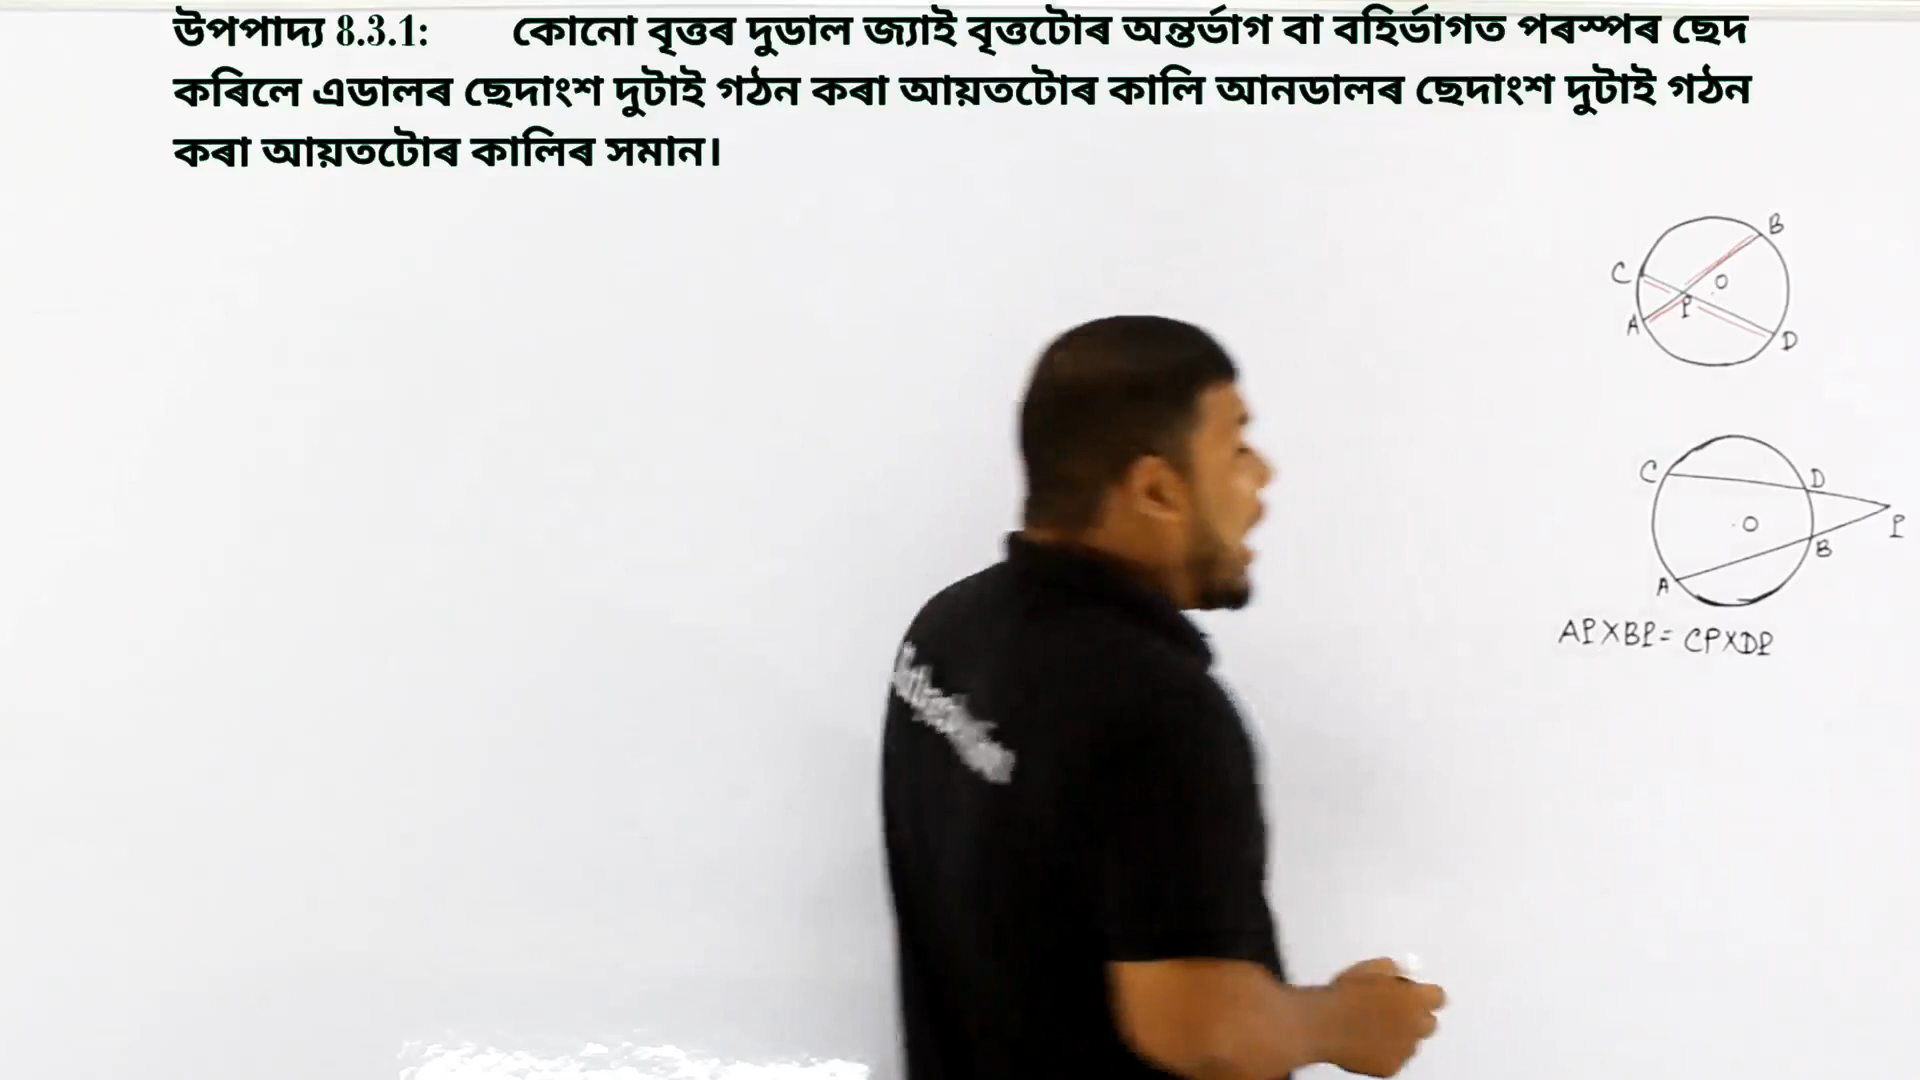 উপপাদ্য 8.3.1: কোনো বৃত্তৰ দুডাল জ্যাই বৃত্তটোৰ অন্তৰ্ভাগ বা বহিৰ্ভাগত পৰস্পৰ ছেদ
কৰিলে এডালৰ ছেদাংশ দুটাই গঠন কৰা আয়তটোৰ কালি আনডালৰ ছেদাংশ দুটাই গঠন
কৰা আয়তটোৰ কালিৰ সমান।
B
C
O
P
A
D
C
D
O
P
B
A
AP×BP= CP×DP